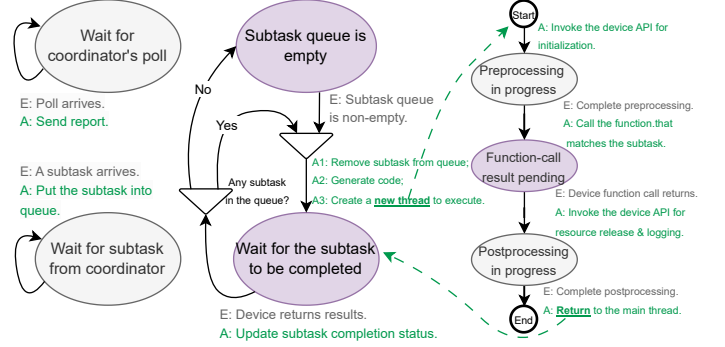 Wait for
coordinator's poll
E: Poll arrives.
A: Send report.
E: A subtask arrives.
A: Put the subtask into
queue.
Wait for subtask
from coordinator
Subtask queue is
empty
No
Yes
E: Subtask queue
is non-empty.
Any subtask
in the queue?
A1: Remove subtask from queue;
A2: Generate code;
A3: Create a new thread to execute.
Wait for the subtask
to be completed
E: Device returns results.
A: Update subtask completion status.
Start
A: Invoke the device API for
initialization.
Preprocessing
in progress
E: Complete preprocessing.
A: Call the function.that
matches the subtask.
Function-call
result pending
E: Device function call returns.
A: Invoke the device API for
resource release & logging.
Postprocessing
in progress
E: Complete postprocessing.
A: Return to the main thread.
End